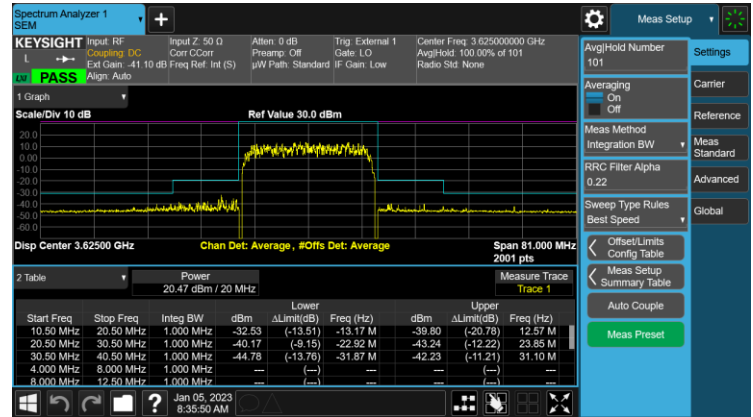 Spectrum Analyzer 1
SEM
Meas Setup
KEYSIGHT
L
LXI
PASS
Input: RF
Coupling: DC
Ext Gain: -41.10 dB
Align: Auto
Input Z: 50 Ω
Corr CCorr
Freq Ref: Int (S)
Atten: 0 dB
Preamp: Off
µW Path: Standard
Trig: External 1
Gate: LO
IF Gain: Low
Center Freq: 3.625000000 GHz
Avg|Hold: 100.00% of 101
Radio Std: None
1 Graph
Scale/Div 10 dB
Ref Value 30.0 dBm
20.0
10.0
0.00
-10.0
-20.0
-30.0
-40.0
-50.0
-60.0
Disp Center 3.62500 GHz
Chan Det: Average, #Offs Det: Average
Span 81.000 MHz
2001 pts
2 Table
Power
20.47 dBm / 20 MHz
Measure Trace
Trace 1
Lower Upper
Start Freq Stop Freq Integ BW dBm ΔLimit(dB) Freq (Hz) dBm ΔLimit(dB) Freq (Hz)
10.50 MHz 20.50 MHz 1.000 MHz -32.53 (-13.51) -13.17 M -39.80 (-20.78) 12.57 M
20.50 MHz 30.50 MHz 1.000 MHz -40.17 (-9.15) -22.92 M -43.24 (-12.22) 23.85 M
30.50 MHz 40.50 MHz 1.000 MHz -44.78 (-13.76) -31.87 M -42.23 (-11.21) 31.10 M
4.000 MHz 8.000 MHz 1.000 MHz --- (---) --- --- (---) ---
8.000 MHz 12.50 MHz 1.000 MHz --- (---) --- --- (---) ---
?
Jan 05, 2023
8:35:50 AM
Avg|Hold Number
101
Averaging
On
Off
Meas Method
Integration BW
RRC Filter Alpha
0.22
Sweep Type Rules
Best Speed
Offset/Limits
Config Table
Meas Setup
Summary Table
Auto Couple
Meas Preset
Settings
Carrier
Reference
Meas
Standard
Advanced
Global